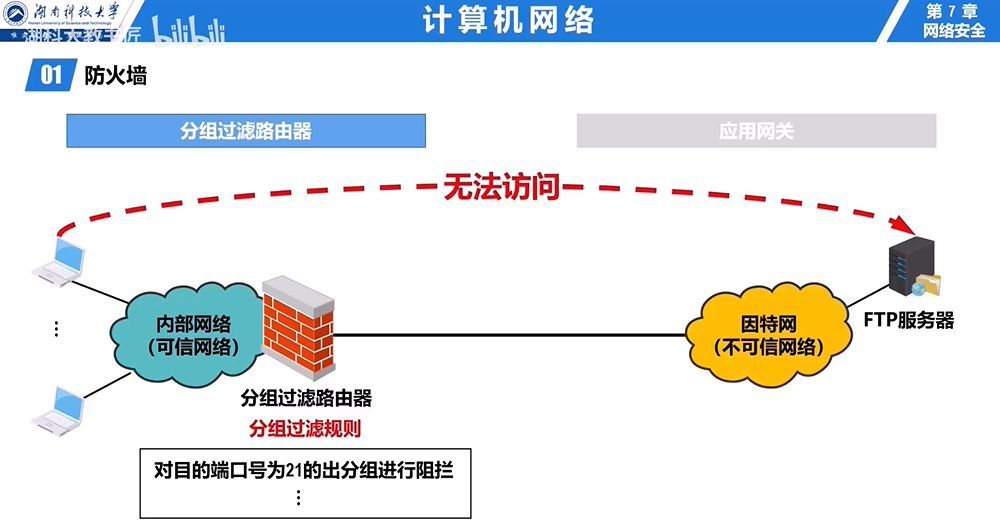 湖南科技大学
Hunan University of Science and Technology
湖科大教书匠 bilibili
计算机网络
第 7 章
网络安全
01 防火墙
分组过滤路由器
应用网关
无法访问
内部网络
（可信网络）
因特网
（不可信网络）
FTP服务器
分组过滤路由器
分组过滤规则
对目的端口号为21的出分组进行阻拦